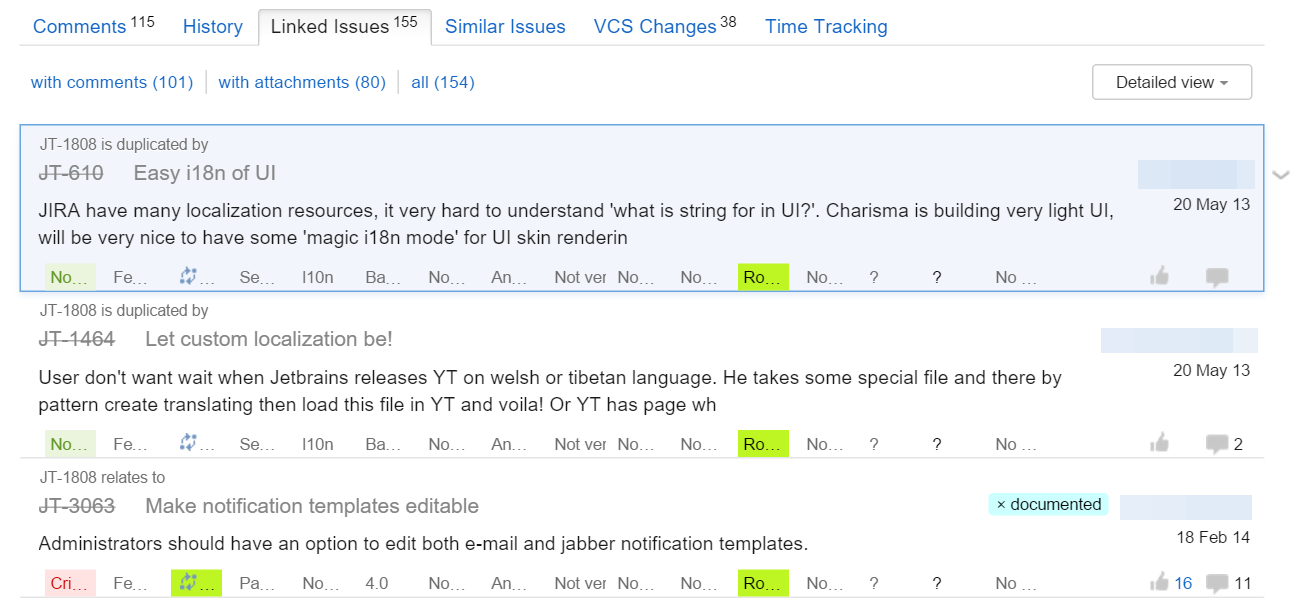 Comments 115 History Linked Issues 155 Similar Issues VCS Changes 38 Time Tracking
with comments (101) with attachments (80) all (154) Detailed view
JT-1808 is duplicated by
JT-610 Easy i18n of UI
JIRA have many localization resources, it very hard to understand 'what is string for in UI?'. Charisma is building very light UI,
20 May 13
will be very nice to have some 'magic i18n mode' for UI skin renderin
No... Fe... ... Se... l10n Ba... No... An... Not ver No... No... Ro... No... ? ? No ...
JT-1808 is duplicated by
JT-1464 Let custom localization be!
User don't want wait when Jetbrains releases YT on welsh or tibetan language. He takes some special file and there by
20 May 13
pattern create translating then load this file in YT and voila! Or YT has page wh
No... Fe... ... Se... l10n Ba... No... An... Not ver No... No... Ro... No... ? ? No ... 2
JT-1808 relates to
JT-3063 Make notification templates editable × documented
Administrators should have an option to edit both e-mail and jabber notification templates.
18 Feb 14
Cri... Fe... ... Pa... No... 4.0 No... An... Not ver No... No... Ro... No... ? ? No ... 16 11